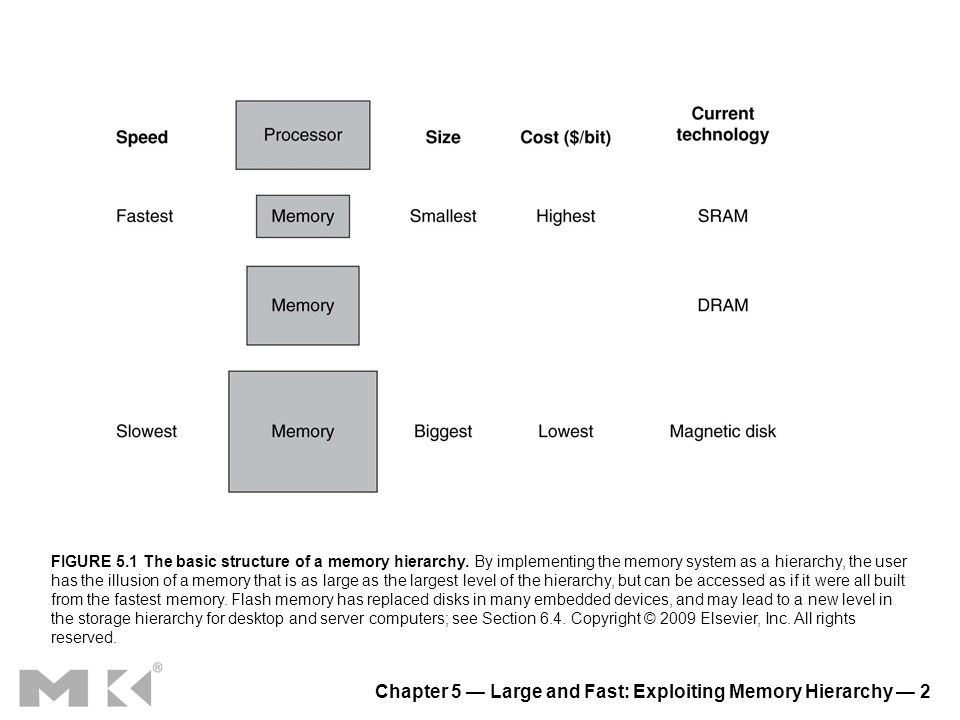 Speed Processor Size Cost ($/bit) Current technology
Fastest Memory Smallest Highest SRAM
Memory DRAM
Slowest Memory Biggest Lowest Magnetic disk
FIGURE 5.1 The basic structure of a memory hierarchy. By implementing the memory system as a hierarchy, the user
has the illusion of a memory that is as large as the largest level of the hierarchy, but can be accessed as if it were all built
from the fastest memory. Flash memory has replaced disks in many embedded devices, and may lead to a new level in
the storage hierarchy for desktop and server computers; see Section 6.4. Copyright © 2009 Elsevier, Inc. All rights
reserved.
MK®
Chapter 5 — Large and Fast: Exploiting Memory Hierarchy — 2